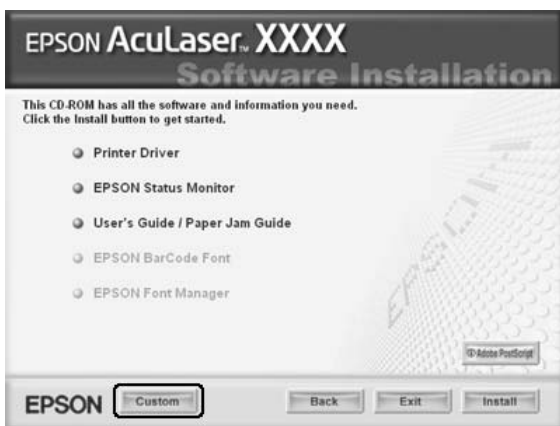 EPSON AcuLaser™ XXXX
Software Installation
This CD-ROM has all the software and information you need.
Click the Install button to get started.
Printer Driver
EPSON Status Monitor
User's Guide / Paper Jam Guide
EPSON BarCode Font
EPSON Font Manager
EPSON
Adobe PostScript
EPSON
Custom
Back
Exit
Install